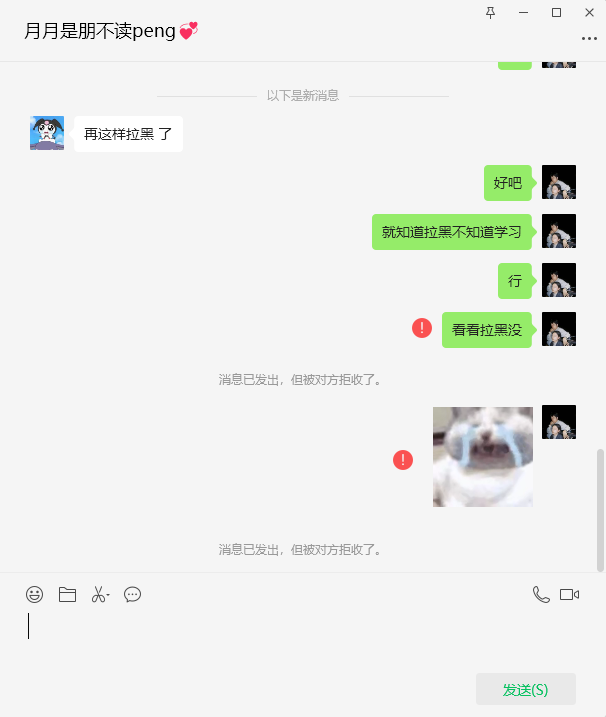 月月是朋不读peng💞
以下是新消息
再这样拉黑 了
好吧
就知道拉黑不知道学习
行
看看拉黑没
消息已发出，但被对方拒收了。
消息已发出，但被对方拒收了。
发送(S)